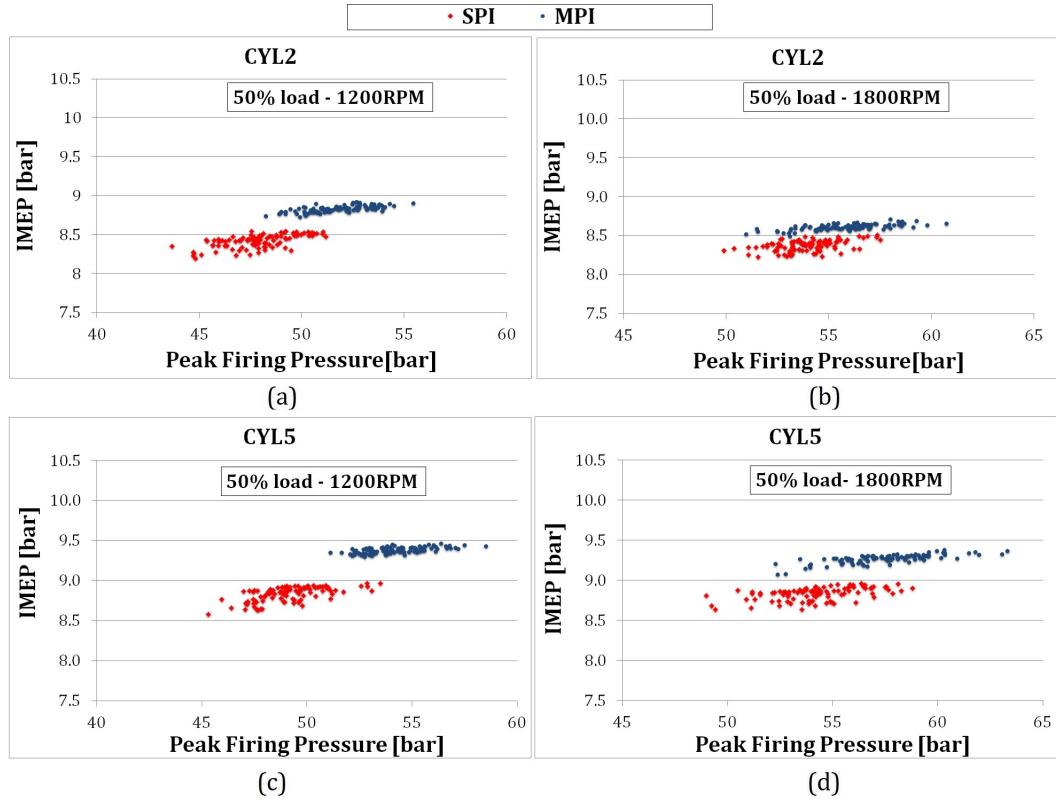 SPI MPI
CYL2
50% load - 1200RPM
IMEP [bar]
10.5
10
9.5
9
8.5
8
7.5
40 45 50 55 60
Peak Firing Pressure[bar]
(a)
CYL2
50% load - 1800RPM
IMEP [bar]
10.5
10.0
9.5
9.0
8.5
8.0
7.5
45 50 55 60 65
Peak Firing Pressure[bar]
(b)
CYL5
50% load - 1200RPM
IMEP [bar]
10.5
10.0
9.5
9.0
8.5
8.0
7.5
40 45 50 55 60
Peak Firing Pressure [bar]
(c)
CYL5
50% load- 1800RPM
IMEP [bar]
10.5
10.0
9.5
9.0
8.5
8.0
7.5
45 50 55 60 65
Peak Firing Pressure [bar]
(d)